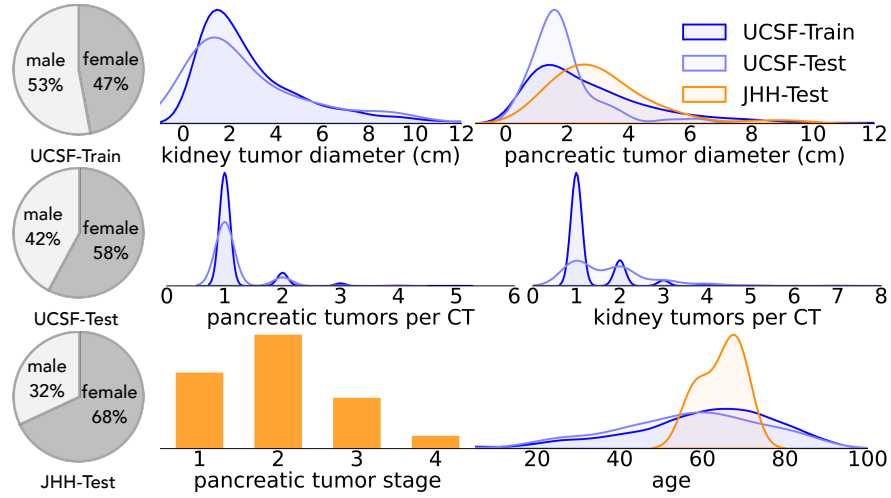 male
53%
female
47%
UCSF-Train
0 2 4 6 8 10 12
kidney tumor diameter (cm)
0 2 4 6 8 10 12
pancreatic tumor diameter (cm)
UCSF-Train
UCSF-Test
JHH-Test
male
42%
female
58%
UCSF-Test
0 1 2 3 4 5 6
pancreatic tumors per CT
0 1 2 3 4 5 6 7 8
kidney tumors per CT
male
32%
female
68%
JHH-Test
1 2 3 4
pancreatic tumor stage
20 40 60 80 100
age